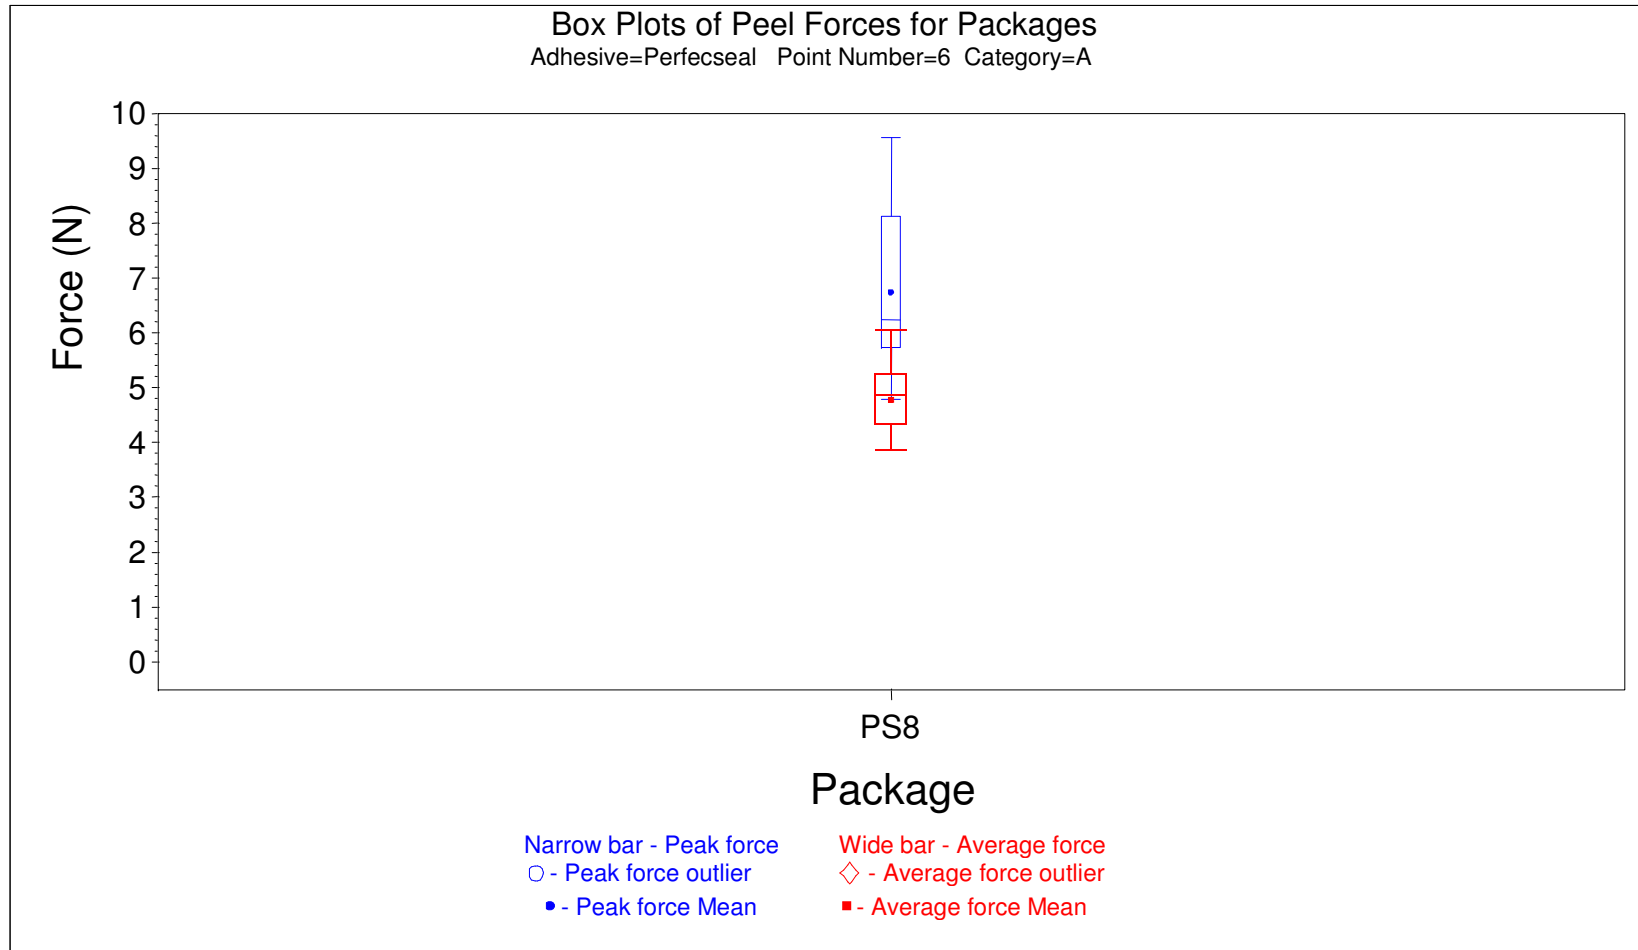 Box Plots of Peel Forces for Packages
Adhesive=Perfecseal Point Number=6 Category=A
Force (N)
10
9
8
7
6
5
4
3
2
1
0
PS8
Package
Narrow bar - Peak force Wide bar - Average force
- Peak force outlier - Average force outlier
- Peak force Mean - Average force Mean